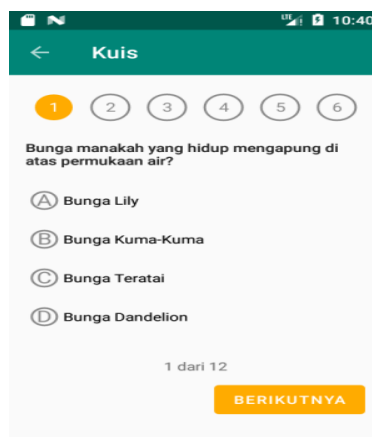 LTE 10:40
Kuis
1 2 3 4 5 6
Bunga manakah yang hidup mengapung di
atas permukaan air?
A Bunga Lily
B Bunga Kuma-Kuma
C Bunga Teratai
D Bunga Dandelion
1 dari 12
BERIKUTNYA